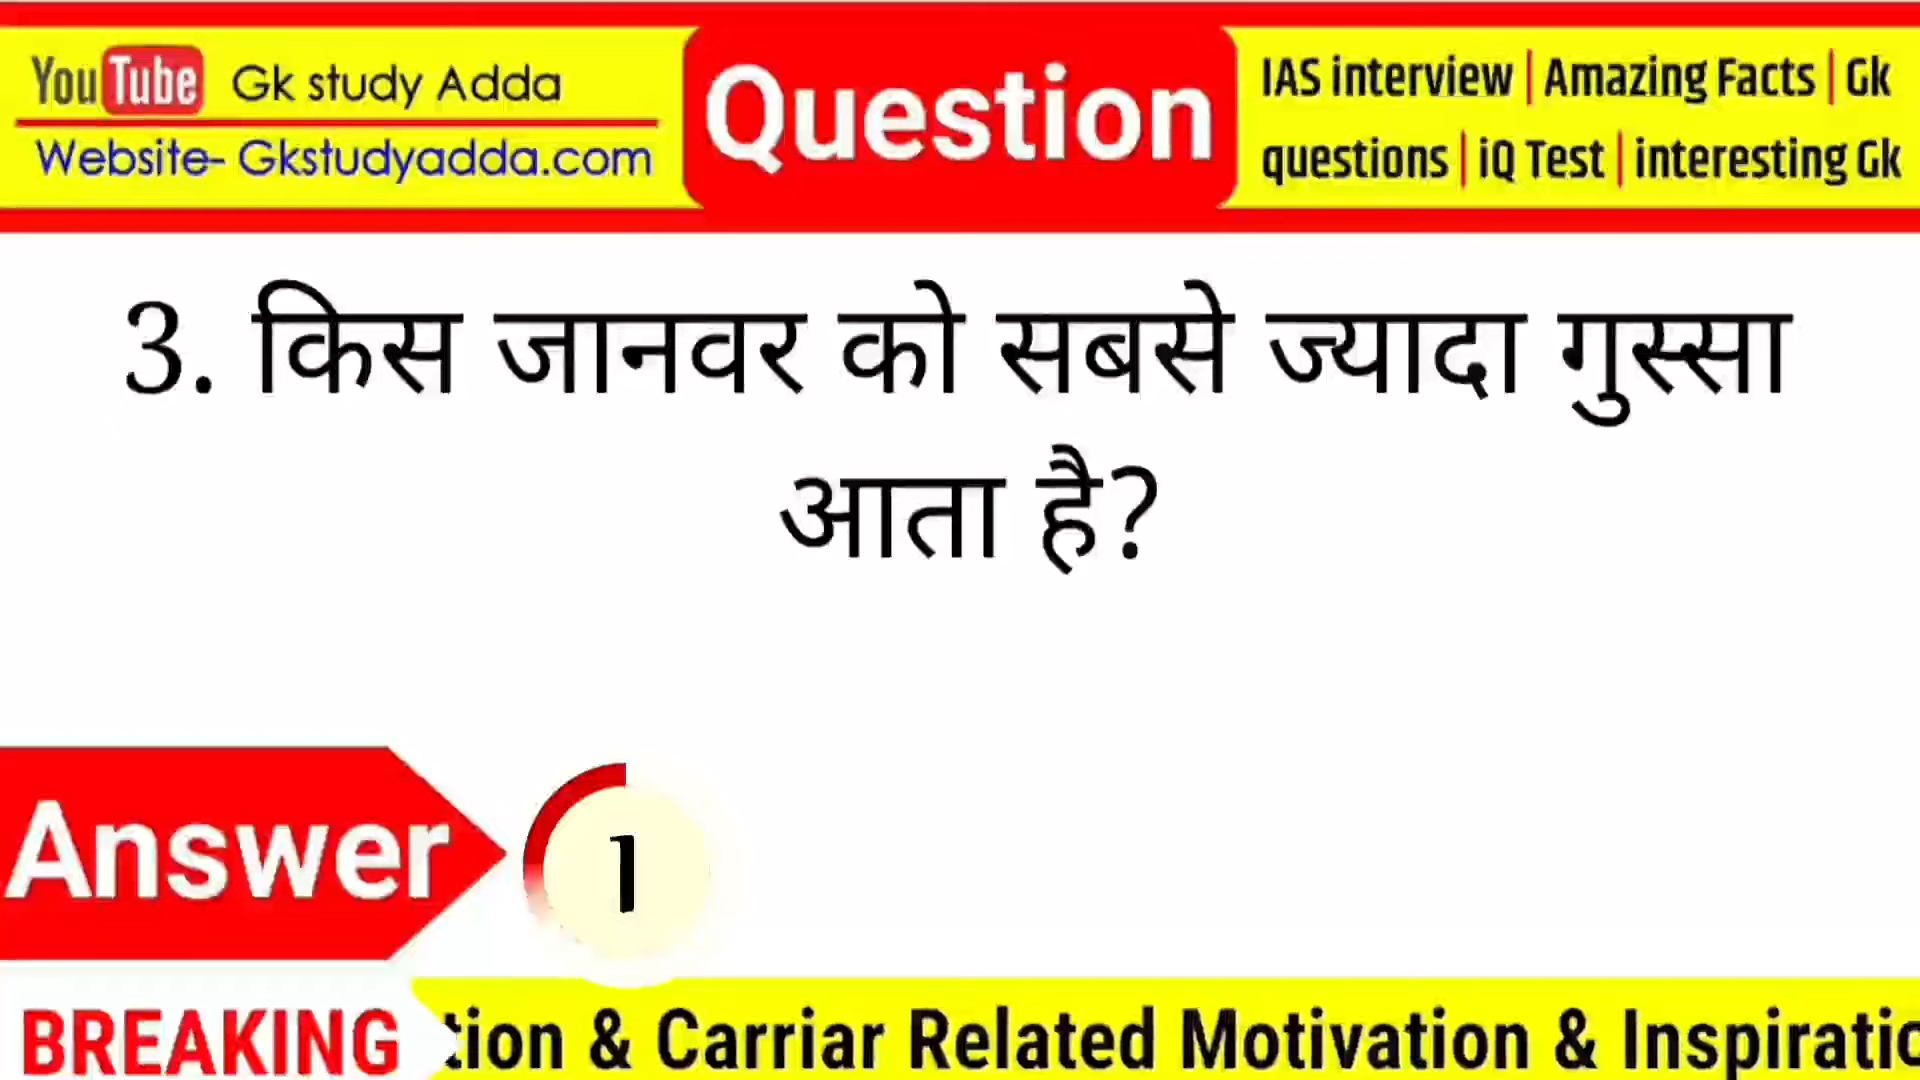 YouTube Gk study Adda
Website- Gkstudyadda.com
Question
IAS interview | Amazing Facts | Gk
questions | iQ Test | interesting Gk
3. किस जानवर को सबसे ज्यादा गुस्सा
आता है?
Answer
1
BREAKING
tion & Carriar Related Motivation & Inspiratio